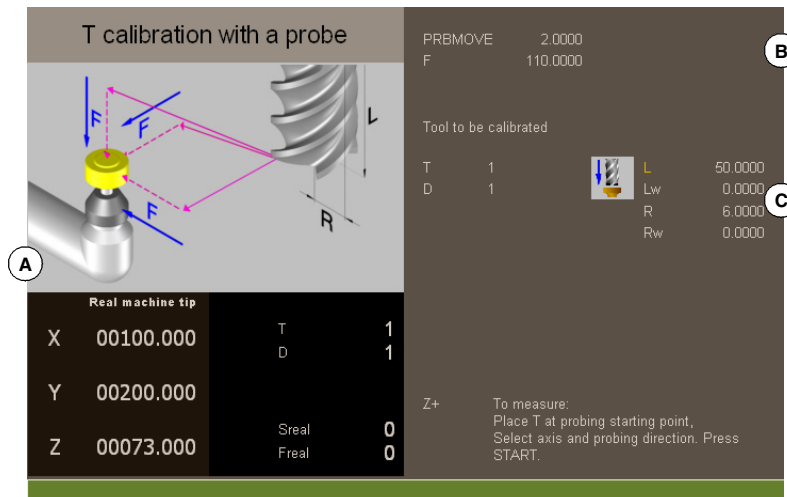 T calibration with a probe
F
F
F
L
R
A
Real machine tip
X 00100.000
Y 00200.000
Z 00073.000
T 1
D 1
Sreal 0
Freal 0
PRBMOVE 2.0000
F 110.0000
B
Tool to be calibrated
T 1
D 1
L 50.0000
Lw 0.0000
R 6.0000
Rw 0.0000
C
Z+ To measure:
Place T at probing starting point,
Select axis and probing direction. Press
START.